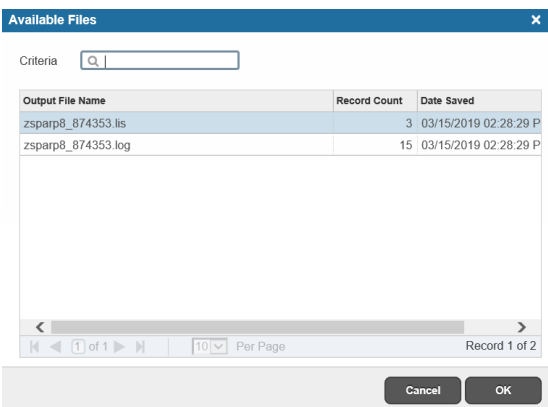 Available Files
Criteria
Output File Name Record Count Date Saved
zsparp8_874353.lis 3 03/15/2019 02:28:29 P
zsparp8_874353.log 15 03/15/2019 02:28:29 P
1 of 1 10 Per Page Record 1 of 2
Cancel OK